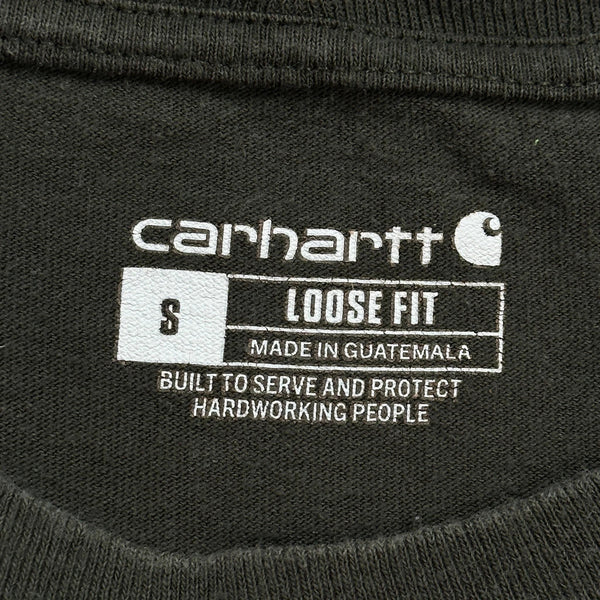 carhartt
S
LOOSE FIT
MADE IN GUATEMALA
BUILT TO SERVE AND PROTECT
HARDWORKING PEOPLE